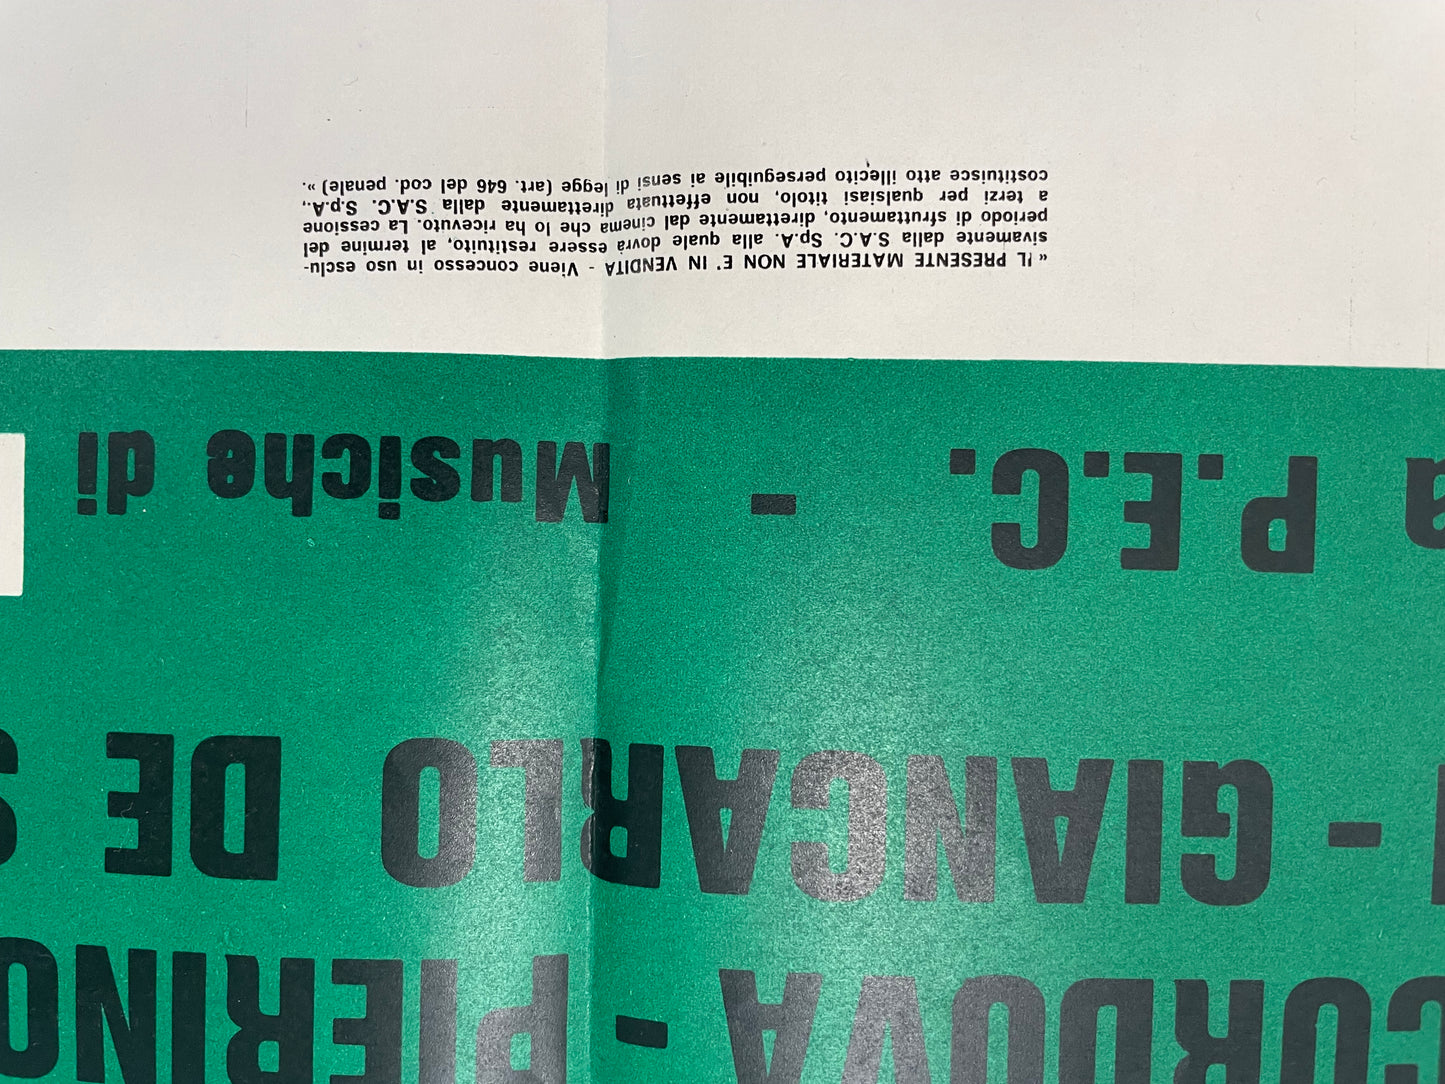 CORDOVA - PIERINO
- GIANCARLO DE S
a P.E.C. - Musiche di
« IL PRESENTE MATERIALE NON E' IN VENDITA - Viene concesso in uso esclu-
sivamente dalla S.A.C. SpA. alla quale dovrà essere restituito, al termine del
periodo di sfruttamento, direttamente dal cinema che lo ha ricevuto. La cessione
a terzi per qualsiasi titolo, non effettuata direttamente dalla S.A.C. S.p.A.,
costituisce atto illecito perseguibile ai sensi di legge (art. 646 del cod. penale) ».